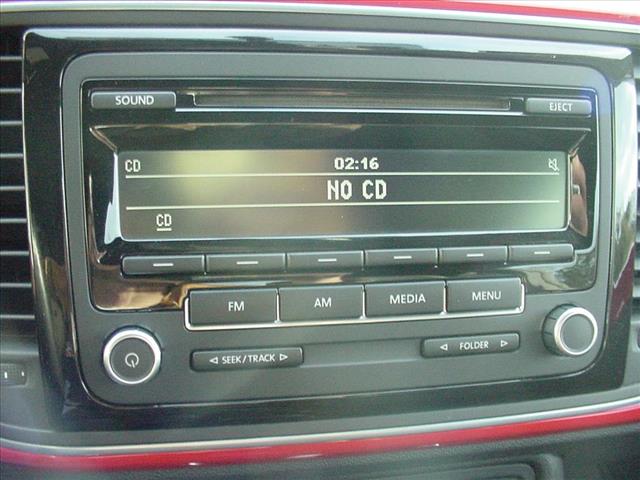 SOUND EJECT
CD 02:16
NO CD
CD
FM AM MEDIA MENU
SEEK/TRACK FOLDER